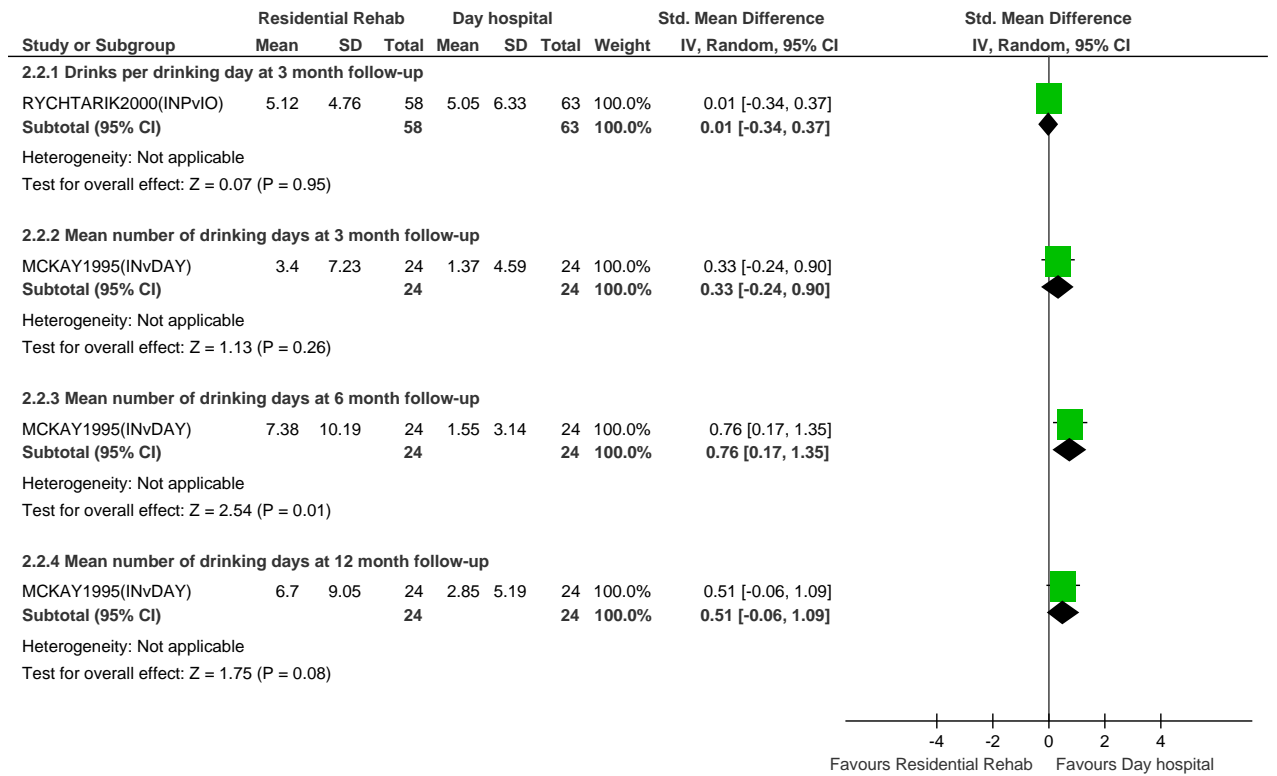 Residential Rehab Day hospital Std. Mean Difference Std. Mean Difference
Study or Subgroup Mean SD Total Mean SD Total Weight IV, Random, 95% CI IV, Random, 95% CI
2.2.1 Drinks per drinking day at 3 month follow-up
RYCHTARIK2000(INPvIO) 5.12 4.76 58 5.05 6.33 63 100.0% 0.01 [-0.34, 0.37]
Subtotal (95% CI) 58 63 100.0% 0.01 [-0.34, 0.37]
Heterogeneity: Not applicable
Test for overall effect: Z = 0.07 (P = 0.95)
2.2.2 Mean number of drinking days at 3 month follow-up
MCKAY1995(INvDAY) 3.4 7.23 24 1.37 4.59 24 100.0% 0.33 [-0.24, 0.90]
Subtotal (95% CI) 24 24 100.0% 0.33 [-0.24, 0.90]
Heterogeneity: Not applicable
Test for overall effect: Z = 1.13 (P = 0.26)
2.2.3 Mean number of drinking days at 6 month follow-up
MCKAY1995(INvDAY) 7.38 10.19 24 1.55 3.14 24 100.0% 0.76 [0.17, 1.35]
Subtotal (95% CI) 24 24 100.0% 0.76 [0.17, 1.35]
Heterogeneity: Not applicable
Test for overall effect: Z = 2.54 (P = 0.01)
2.2.4 Mean number of drinking days at 12 month follow-up
MCKAY1995(INvDAY) 6.7 9.05 24 2.85 5.19 24 100.0% 0.51 [-0.06, 1.09]
Subtotal (95% CI) 24 24 100.0% 0.51 [-0.06, 1.09]
Heterogeneity: Not applicable
Test for overall effect: Z = 1.75 (P = 0.08)
-4 -2 0 2 4
Favours Residential Rehab Favours Day hospital